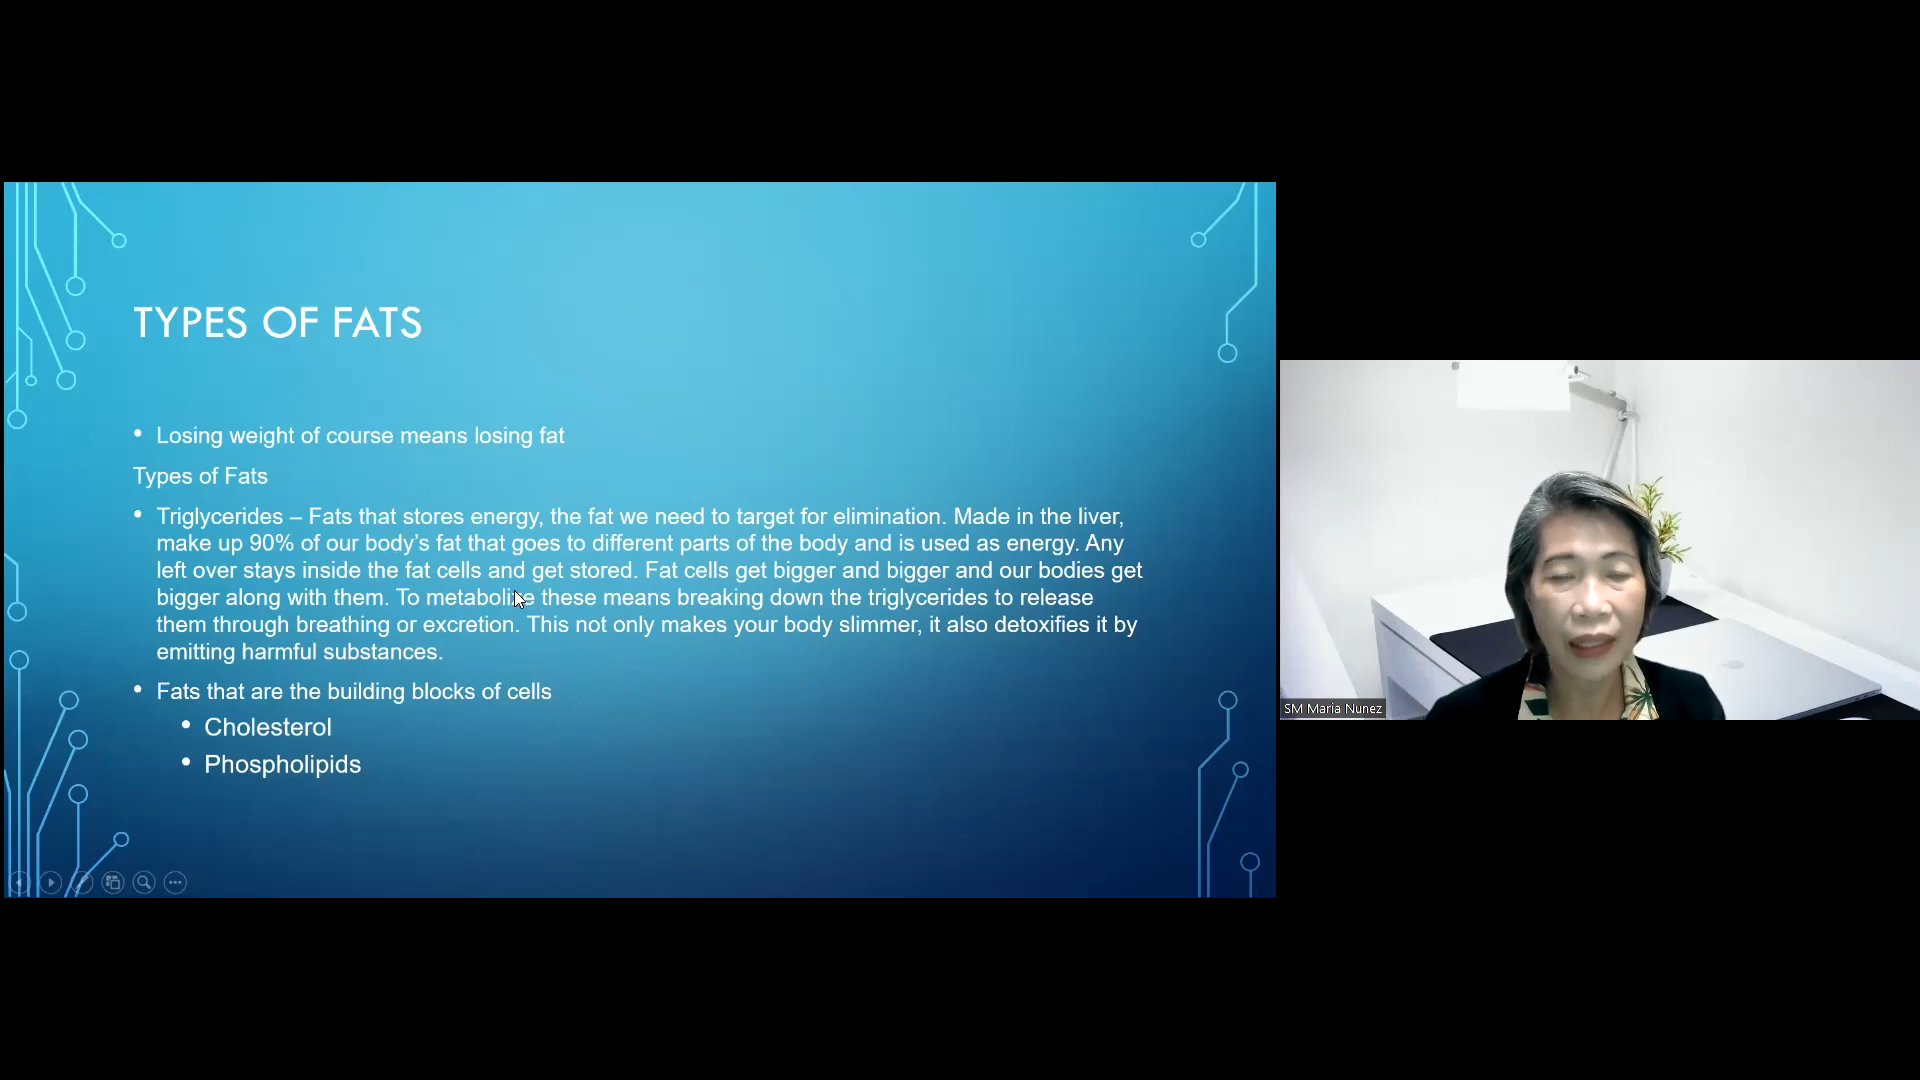 TYPES OF FATS
• Losing weight of course means losing fat
Types of Fats
• Triglycerides – Fats that stores energy, the fat we need to target for elimination. Made in the liver,
make up 90% of our body’s fat that goes to different parts of the body and is used as energy. Any
left over stays inside the fat cells and get stored. Fat cells get bigger and bigger and our bodies get
bigger along with them. To metabolize these means breaking down the triglycerides to release
them through breathing or excretion. This not only makes your body slimmer, it also detoxifies it by
emitting harmful substances.
• Fats that are the building blocks of cells
• Cholesterol
• Phospholipids
SM Maria Nunez